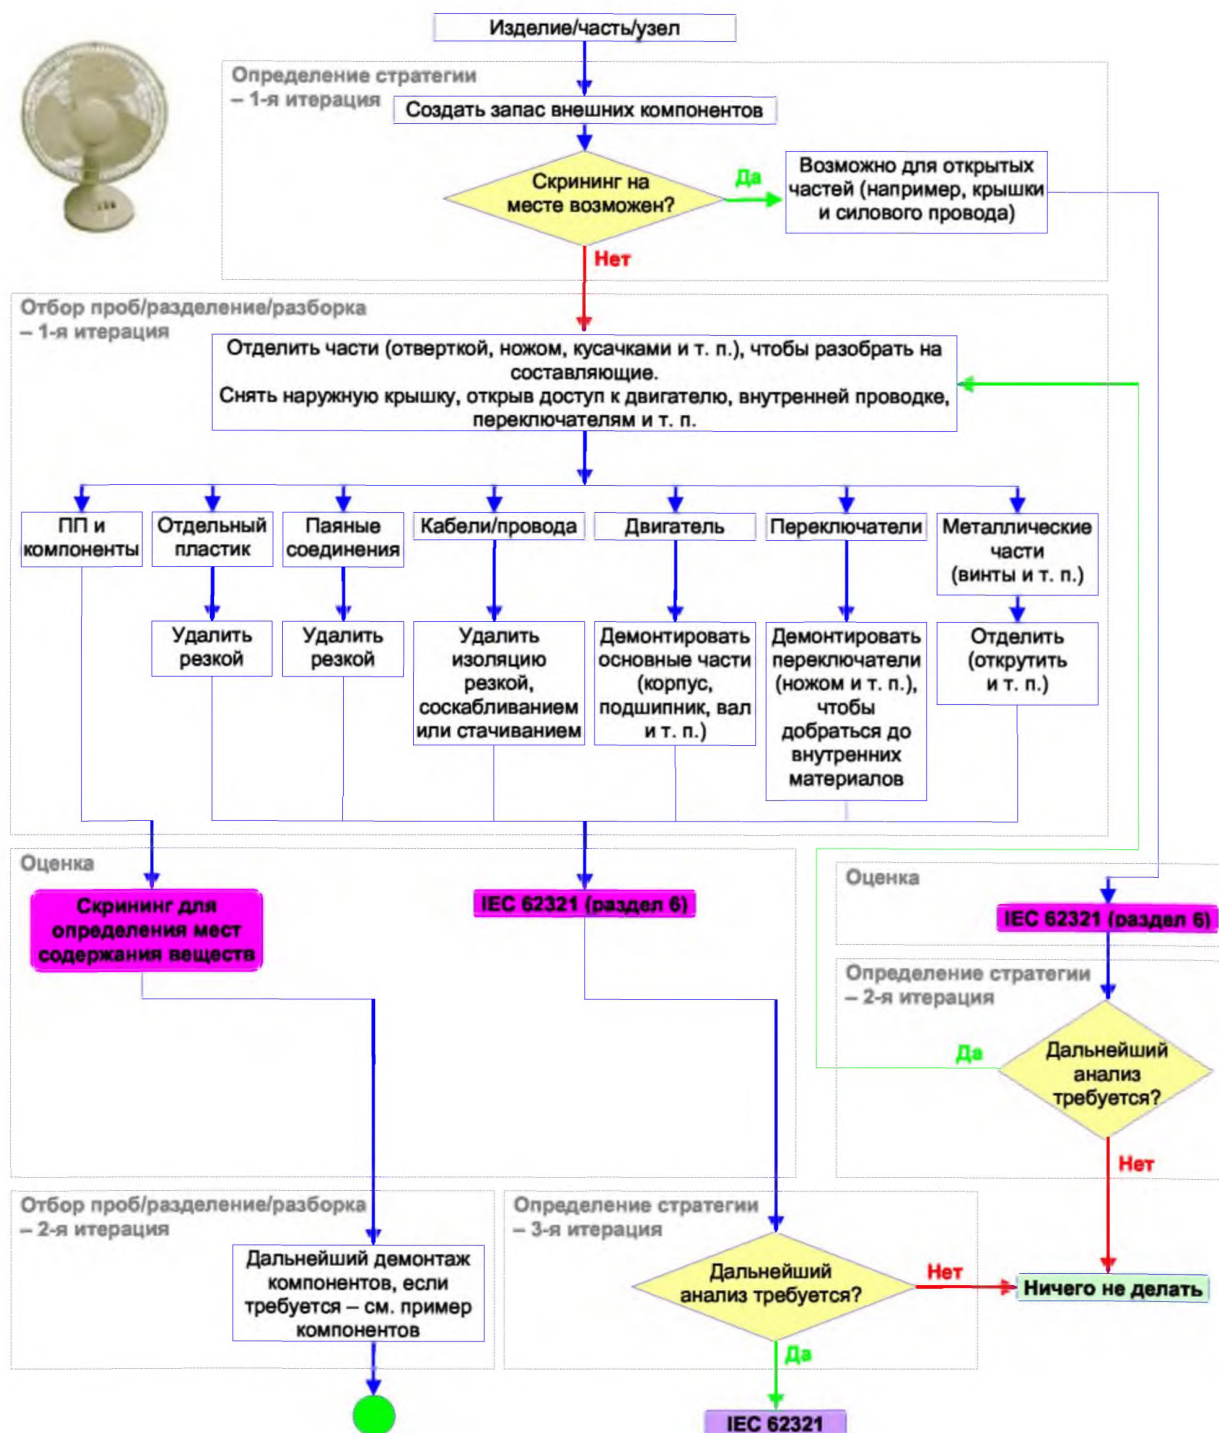 Изделие/часть/узел
Определение стратегии
– 1-я итерация
Создать запас внешних компонентов
Скрининг на
месте возможен?
Да
Возможно для открытых
частей (например, крышки
и силового провода)
Нет
Отбор проб/разделение/разборка
– 1-я итерация
Отделить части (отверткой, ножом, кусачками и т. п.), чтобы разобрать на
составляющие.
Снять наружную крышку, открыв доступ к двигателю, внутренней проводке,
переключателям и т. п.
ПП и
компоненты
Отдельный
пластик
Паяные
соединения
Кабели/провода
Двигатель
Переключатели
Металлические
части
(винты и т. п.)
Удалить
резкой
Удалить
резкой
Удалить
изоляцию
резкой,
соскабливанием
или стачиванием
Демонтировать
основные части
(корпус,
подшипник, вал
и т. п.)
Демонтировать
переключатели
(ножом и т. п.),
чтобы
добраться до
внутренних
материалов
Отделить
(открутить
и т. п.)
Оценка
Скрининг для
определения мест
содержания веществ
IEC 62321 (раздел 6)
Оценка
IEC 62321 (раздел 6)
Определение стратегии
– 2-я итерация
Да
Дальнейший
анализ
требуется?
Нет
Отбор проб/разделение/разборка
– 2-я итерация
Дальнейший демонтаж
компонентов, если
требуется – см. пример
компонентов
Определение стратегии
– 3-я итерация
Дальнейший
анализ требуется?
Нет
Ничего не делать
Да
IEC 62321